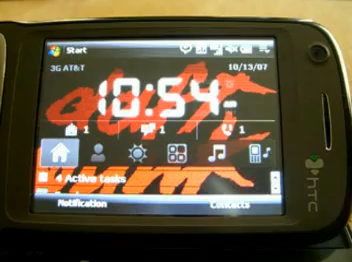 Start
3G AT&T 10/13/07
10:54
1 1 1
4 Active tasks
Notification Contacts
hTC